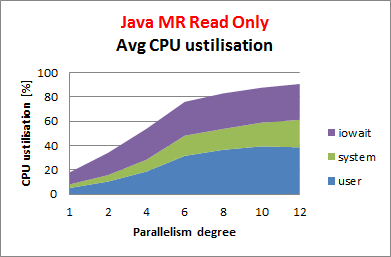 Java MR Read Only
Avg CPU ustilisation
CPU ustilisation [%]
100
80
60
40
20
0
1 2 4 6 8 10 12
Parallelism degree
iowait
system
user